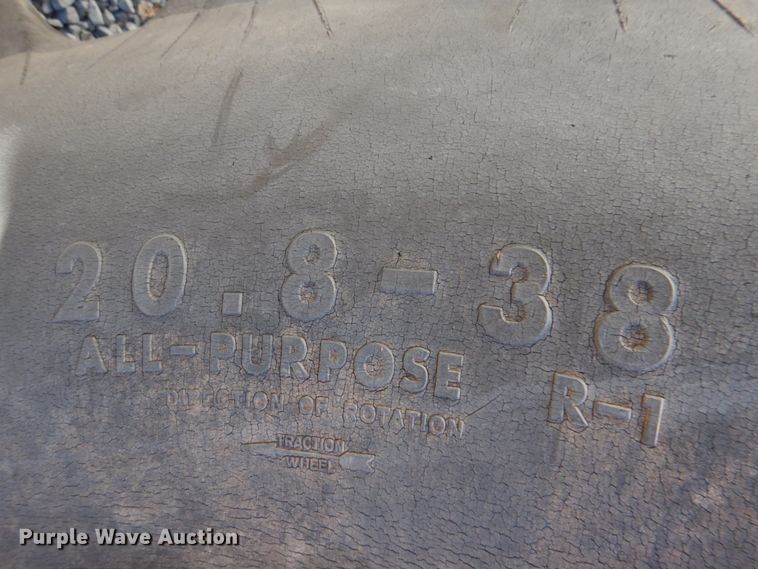 20.8-38
ALL-PURPOSE R-1
DIRECTION OF ROTATION
TRACTION
WHEEL
Purple Wave Auction